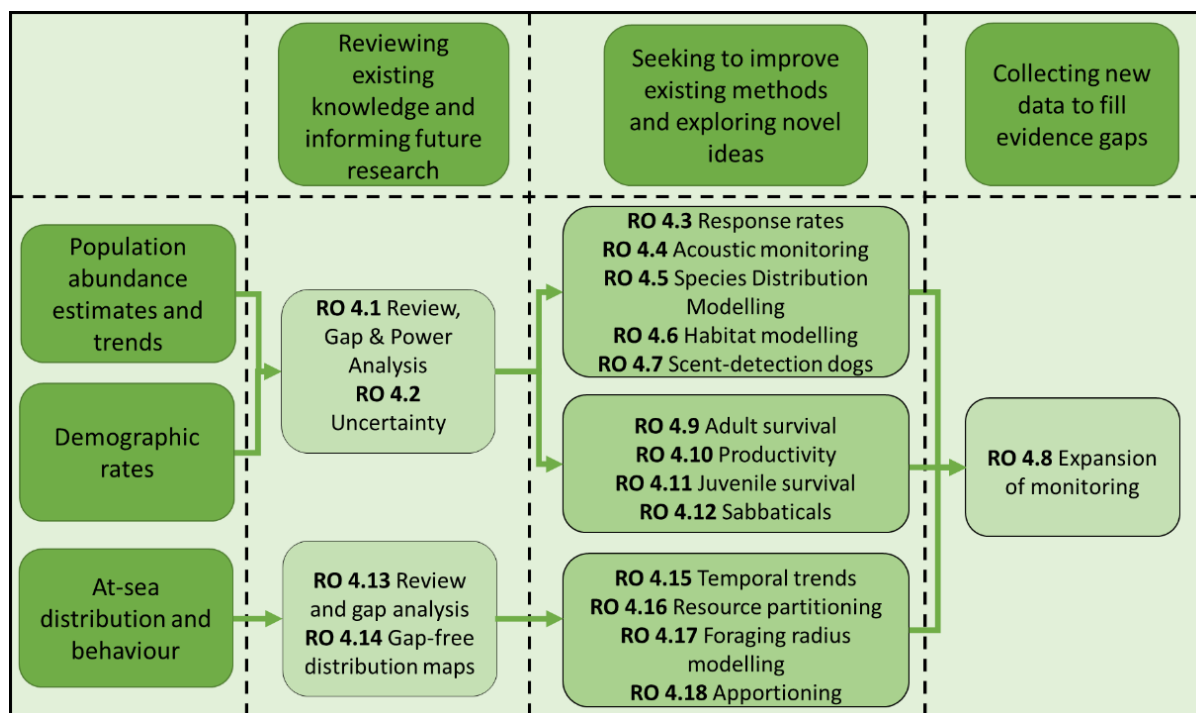 Reviewing
existing
knowledge and
informing future
research
Seeking to improve
existing methods
and exploring novel
ideas
Collecting new
data to fill
evidence gaps
Population
abundance
estimates and
trends
Demographic
rates
At-sea
distribution and
behaviour
RO 4.1 Review,
Gap & Power
Analysis
RO 4.2
Uncertainty
RO 4.13 Review
and gap analysis
RO 4.14 Gap-free
distribution maps
RO 4.3 Response rates
RO 4.4 Acoustic monitoring
RO 4.5 Species Distribution
Modelling
RO 4.6 Habitat modelling
RO 4.7 Scent-detection dogs
RO 4.9 Adult survival
RO 4.10 Productivity
RO 4.11 Juvenile survival
RO 4.12 Sabbaticals
RO 4.15 Temporal trends
RO 4.16 Resource partitioning
RO 4.17 Foraging radius
modelling
RO 4.18 Apportioning
RO 4.8 Expansion
of monitoring